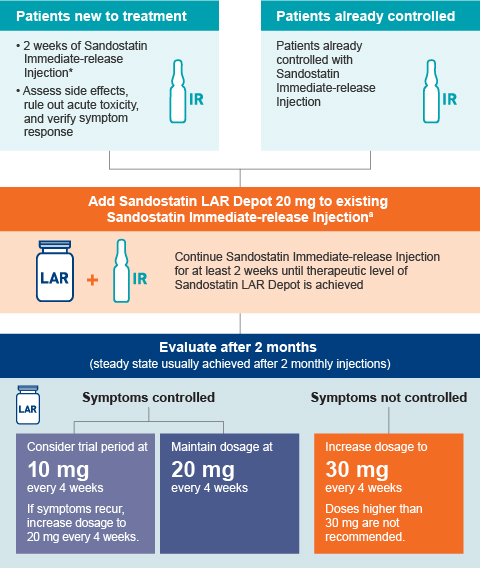 Patients new to treatment
• 2 weeks of Sandostatin
Immediate-release
Injection*
• Assess side effects,
rule out acute toxicity,
and verify symptom
response
IR
Patients already controlled
Patients already
controlled with
Sandostatin
Immediate-release
Injection
IR
Add Sandostatin LAR Depot 20 mg to existing
Sandostatin Immediate-release Injectionª
LAR
+
IR
Continue Sandostatin Immediate-release Injection
for at least 2 weeks until therapeutic level of
Sandostatin LAR Depot is achieved
Evaluate after 2 months
(steady state usually achieved after 2 monthly injections)
LAR
Symptoms controlled
Consider trial period at
10 mg
every 4 weeks
If symptoms recur,
increase dosage to
20 mg every 4 weeks.
Maintain dosage at
20 mg
every 4 weeks
Symptoms not controlled
Increase dosage to
30 mg
every 4 weeks
Doses higher than
30 mg are not
recommended.